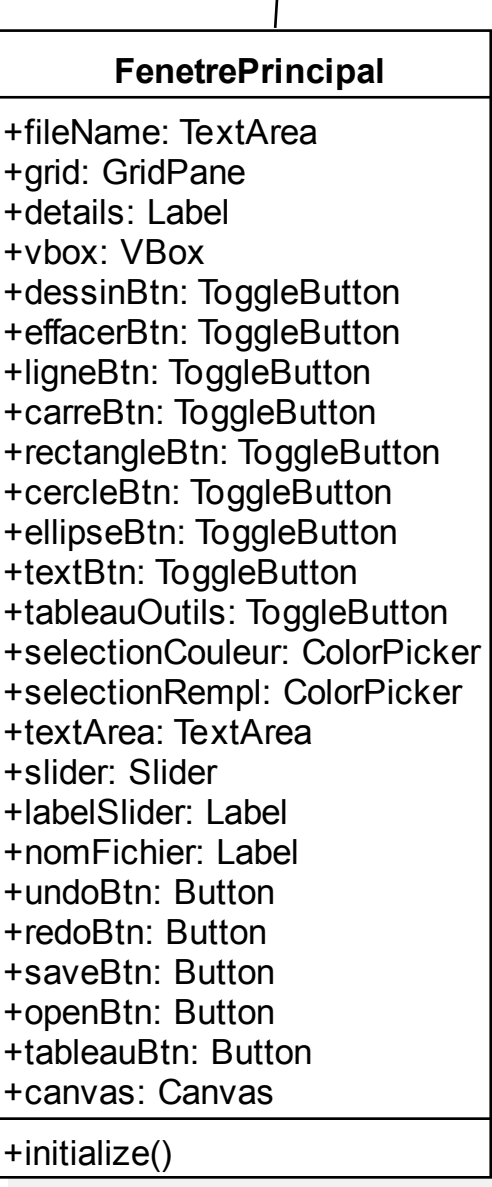 FenetrePrincipal
+fileName: TextArea
+grid: GridPane
+details: Label
+vbox: VBox
+dessinBtn: ToggleButton
+effacerBtn: ToggleButton
+ligneBtn: ToggleButton
+carreBtn: ToggleButton
+rectangleBtn: ToggleButton
+cercleBtn: ToggleButton
+ellipseBtn: ToggleButton
+textBtn: ToggleButton
+tableauOutils: ToggleButton
+selectionCouleur: ColorPicker
+selectionRempl: ColorPicker
+textArea: TextArea
+slider: Slider
+labelSlider: Label
+nomFichier: Label
+undoBtn: Button
+redoBtn: Button
+saveBtn: Button
+openBtn: Button
+tableauBtn: Button
+canvas: Canvas
+initialize()